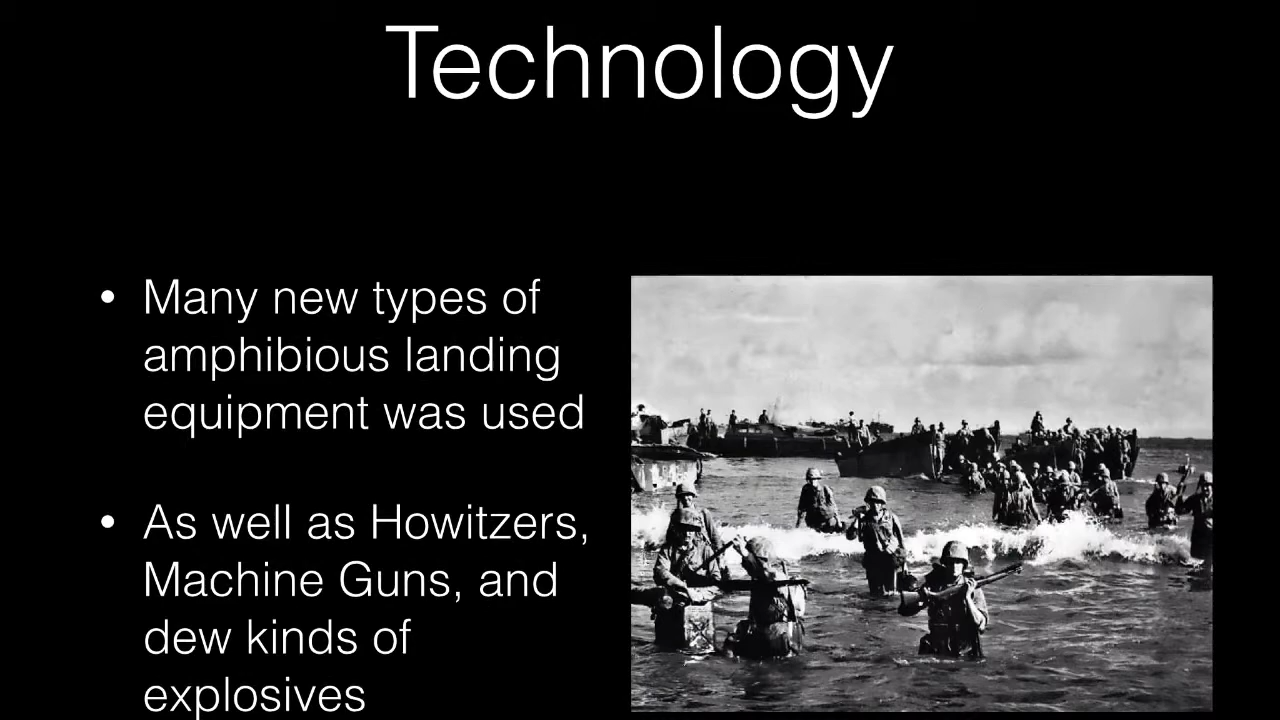 Technology
• Many new types of
amphibious landing
equipment was used
• As well as Howitzers,
Machine Guns, and
dew kinds of
explosives